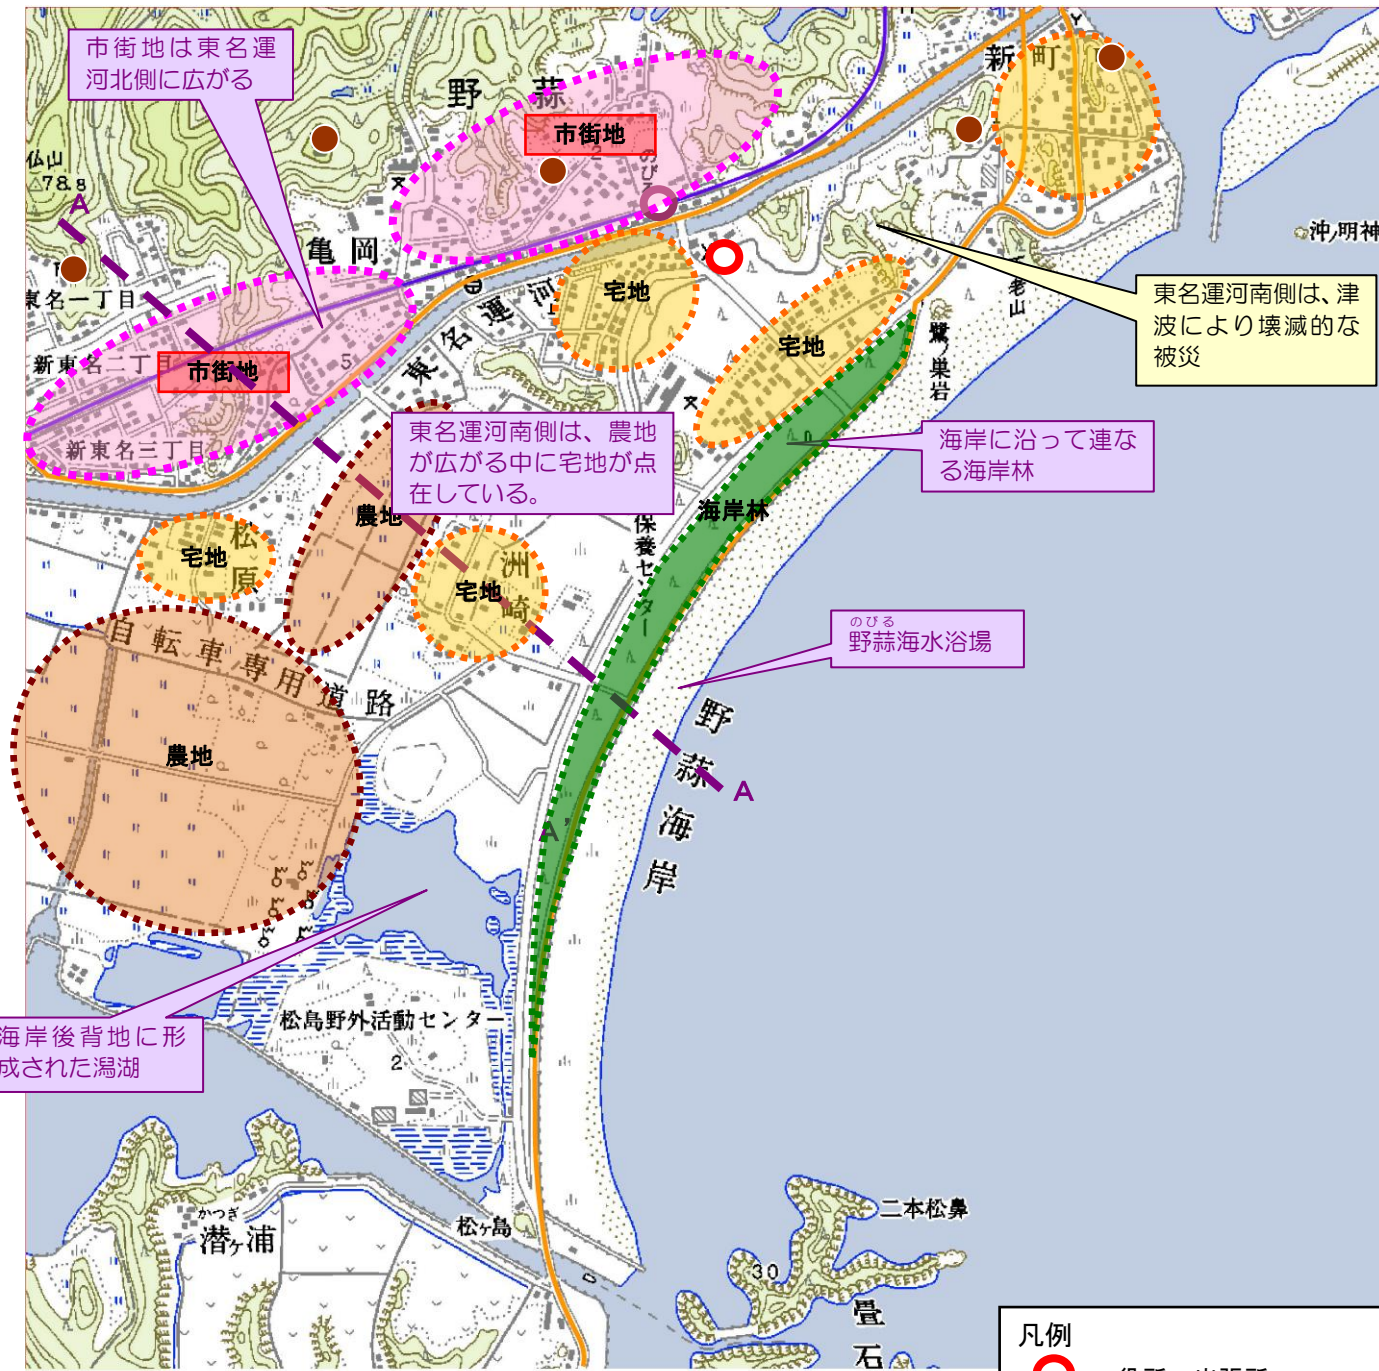 市街地は東名運
河北側に広がる
野蒜
市街地
新町
仏山
78.8
A
亀岡
東名一丁目
新東名二丁目
市街地
5
新東名三丁目
東名運河
宅地
宅地
沖ノ明神
東名運河南側は、津
波により壊滅的な
被災
鷺ノ巣岩
東名運河南側は、農地
が広がる中に宅地が点
在している。
海岸に沿って連な
る海岸林
農地
海岸林
保養センター
宅地
松原
宅地
洲崎
自転車専用道路
のびる
野蒜海水浴場
農地
野蒜海岸
A
A'
海岸後背地に形
成された潟湖
松島野外活動センター
2
かつぎ
潜ヶ浦
松ヶ島
二本松鼻
30
畳石
凡例